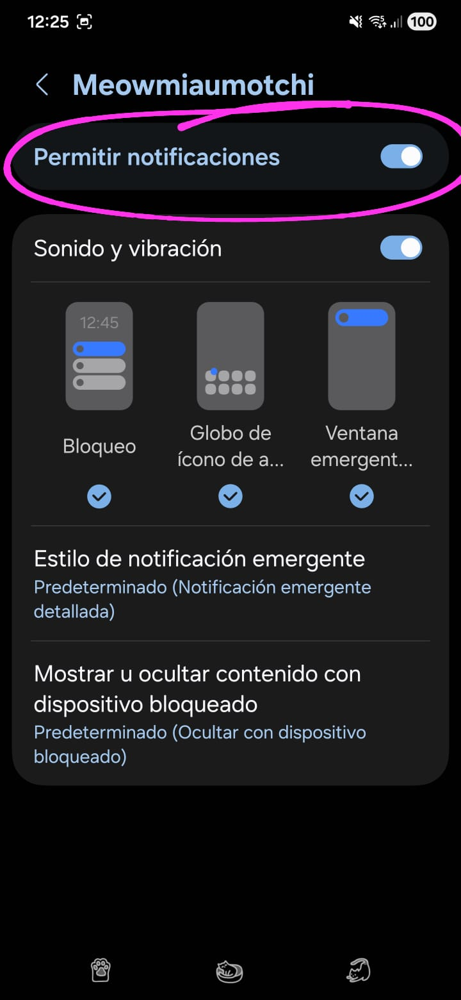 12:25
100
Meowmiaumotchi
Permitir notificaciones
Sonido y vibración
12:45
Bloqueo
Globo de
ícono de a...
Ventana
emergent...
Estilo de notificación emergente
Predeterminado (Notificación emergente
detallada)
Mostrar u ocultar contenido con
dispositivo bloqueado
Predeterminado (Ocultar con dispositivo
bloqueado)